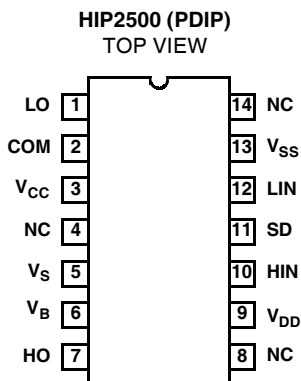 HIP2500 (PDIP)
TOP VIEW
LO 1 14 NC
COM 2 13 VSS
VCC 3 12 LIN
NC 4 11 SD
VS 5 10 HIN
VB 6 9 VDD
HO 7 8 NC